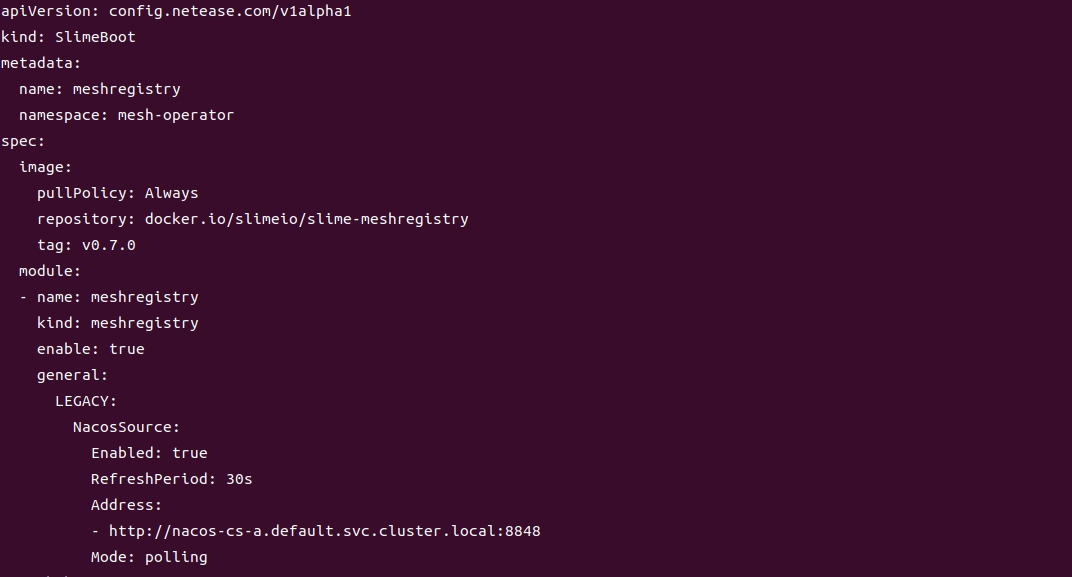 apiVersion: config.netease.com/v1alpha1
kind: SlimeBoot
metadata:
  name: meshregistry
  namespace: mesh-operator
spec:
  image:
    pullPolicy: Always
    repository: docker.io/slimeio/slime-meshregistry
    tag: v0.7.0
  module:
  - name: meshregistry
    kind: meshregistry
    enable: true
    general:
      LEGACY:
        NacosSource:
          Enabled: true
          RefreshPeriod: 30s
          Address:
          - http://nacos-cs-a.default.svc.cluster.local:8848
          Mode: polling